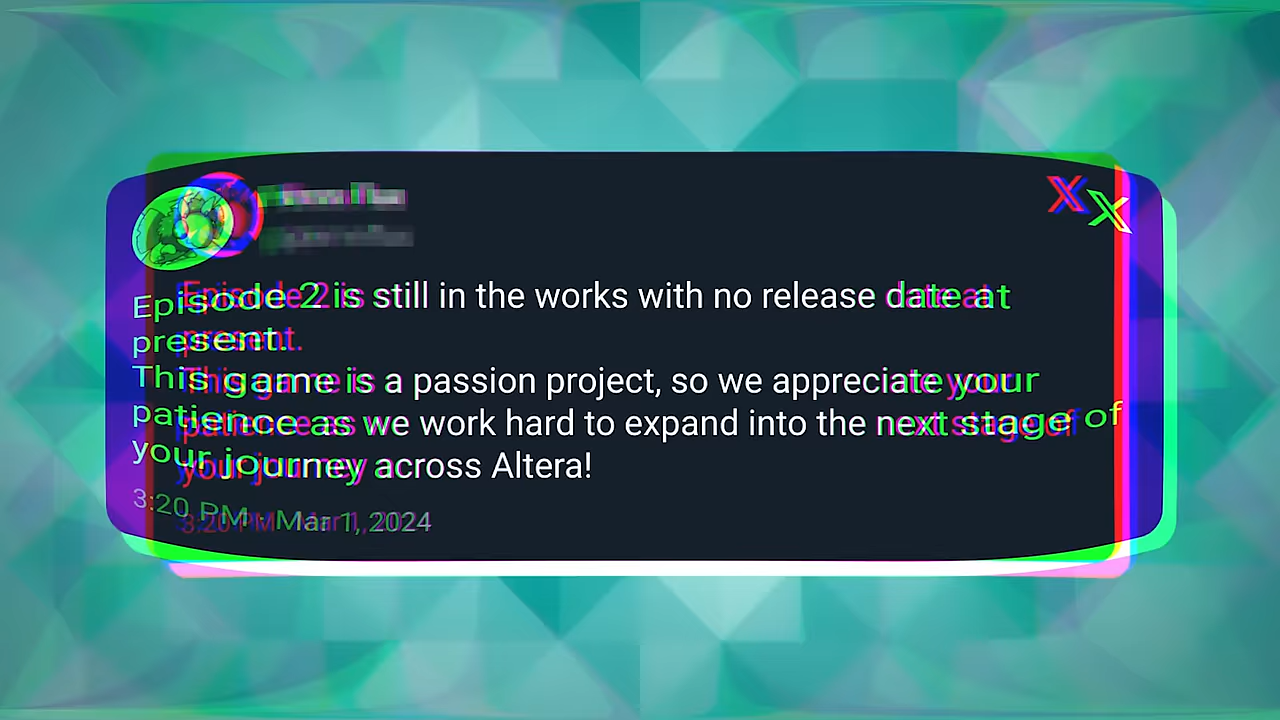 Episode 2 is still in the works with no release date at
present.
This game is a passion project, so we appreciate your
patience as we work hard to expand into the next stage of
your journey across Altera!
3:20 PM · Mar 1, 2024